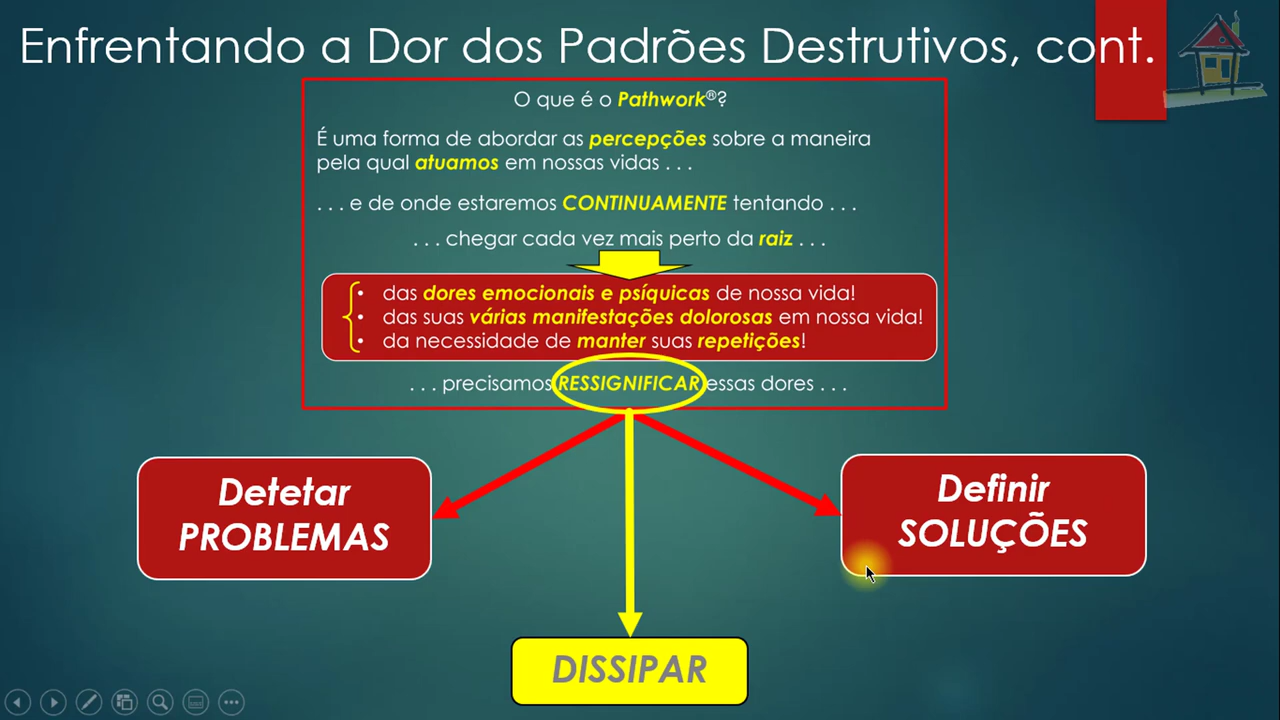 Enfrentando a Dor dos Padrões Destrutivos, cont.
O que é o Pathwork®?
É uma forma de abordar as percepções sobre a maneira
pela qual atuamos em nossas vidas . . .
. . . e de onde estaremos CONTINUAMENTE tentando . . .
. . . chegar cada vez mais perto da raiz . . .
• das dores emocionais e psíquicas de nossa vida!
• das suas várias manifestações dolorosas em nossa vida!
• da necessidade de manter suas repetições!
. . . precisamos RESSIGNIFICAR essas dores . . .
Detetar
PROBLEMAS
Definir
SOLUÇÕES
DISSIPAR